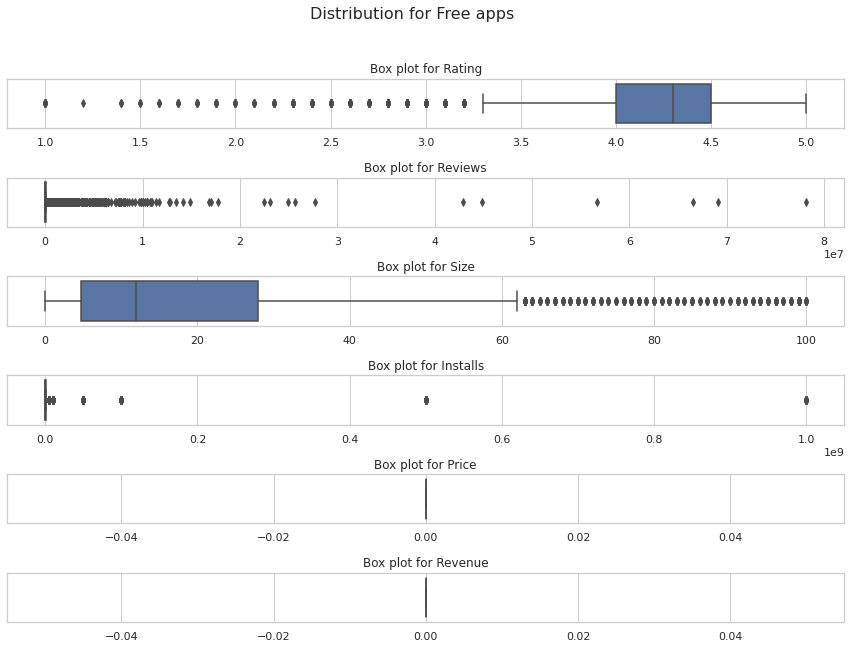 Distribution for Free apps
Box plot for Rating
1.0 1.5 2.0 2.5 3.0 3.5 4.0 4.5 5.0
Box plot for Reviews
0 1 2 3 4 5 6 7 8
1e7
Box plot for Size
0 20 40 60 80 100
Box plot for Installs
0.0 0.2 0.4 0.6 0.8 1.0
1e9
Box plot for Price
−0.04 −0.02 0.00 0.02 0.04
Box plot for Revenue
−0.04 −0.02 0.00 0.02 0.04